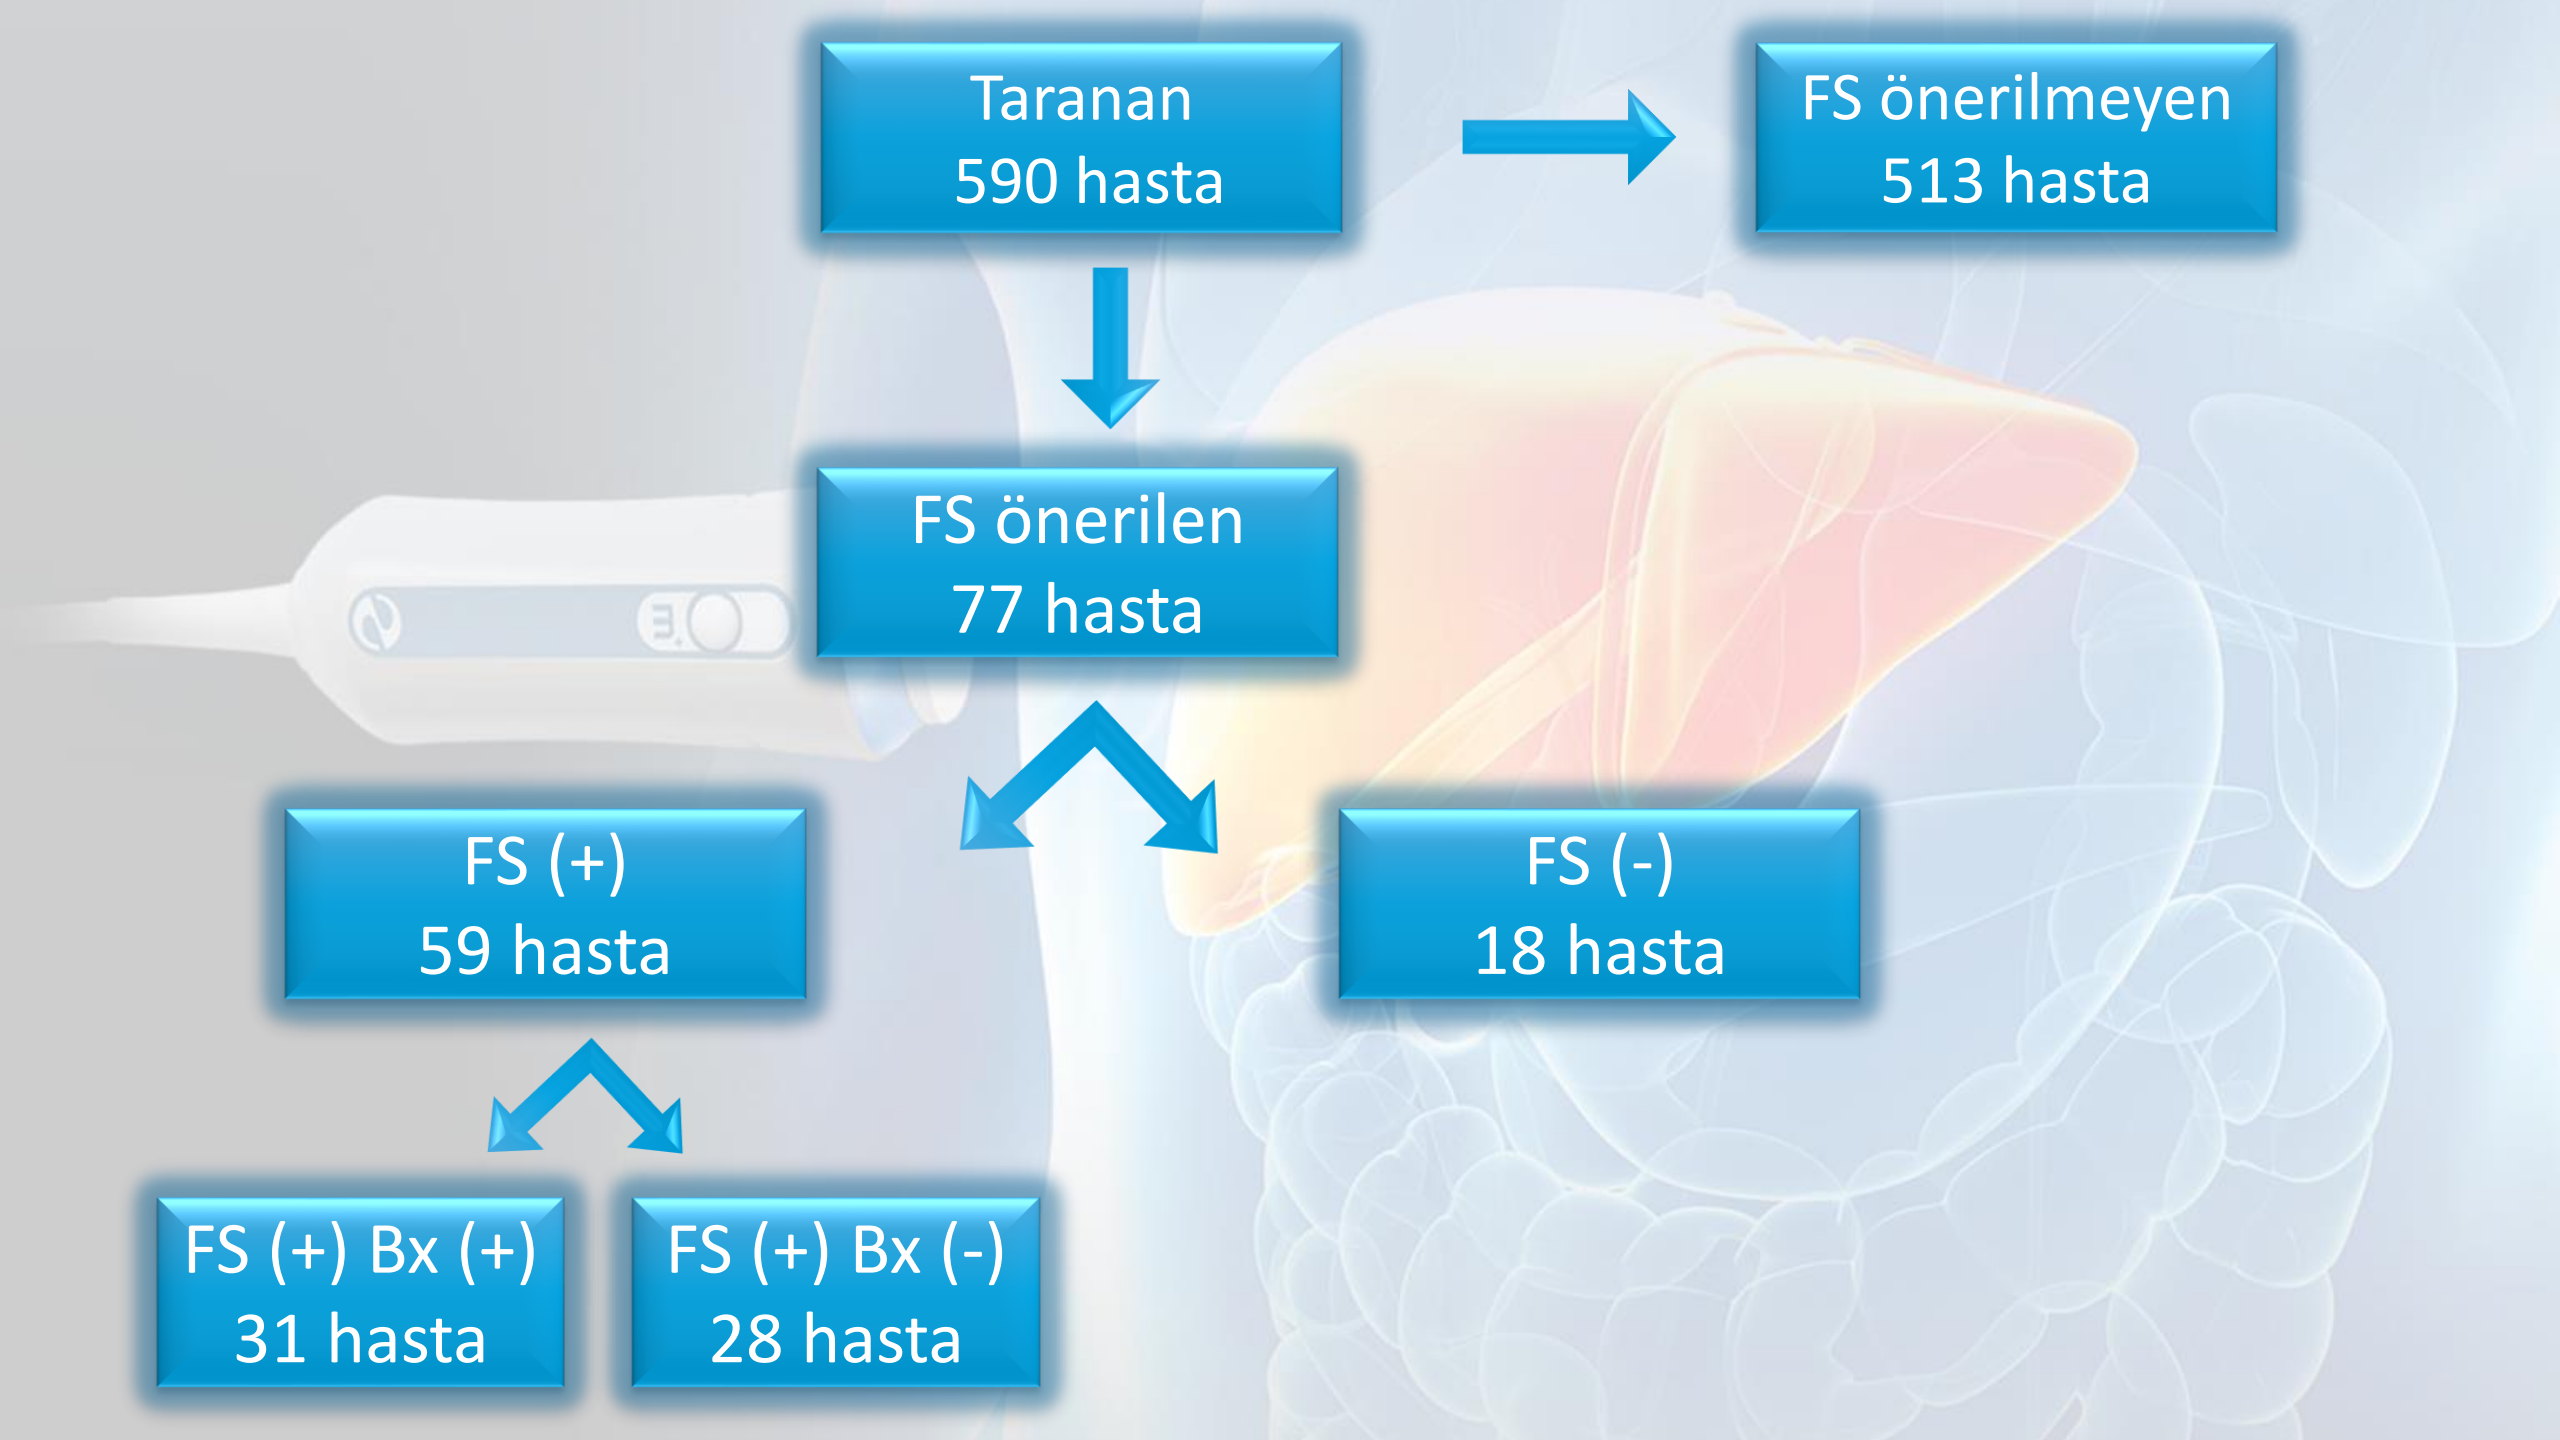 Taranan
590 hasta
FS önerilmeyen
513 hasta
FS önerilen
77 hasta
FS (+)
59 hasta
FS (-)
18 hasta
FS (+) Bx (+)
31 hasta
FS (+) Bx (-)
28 hasta